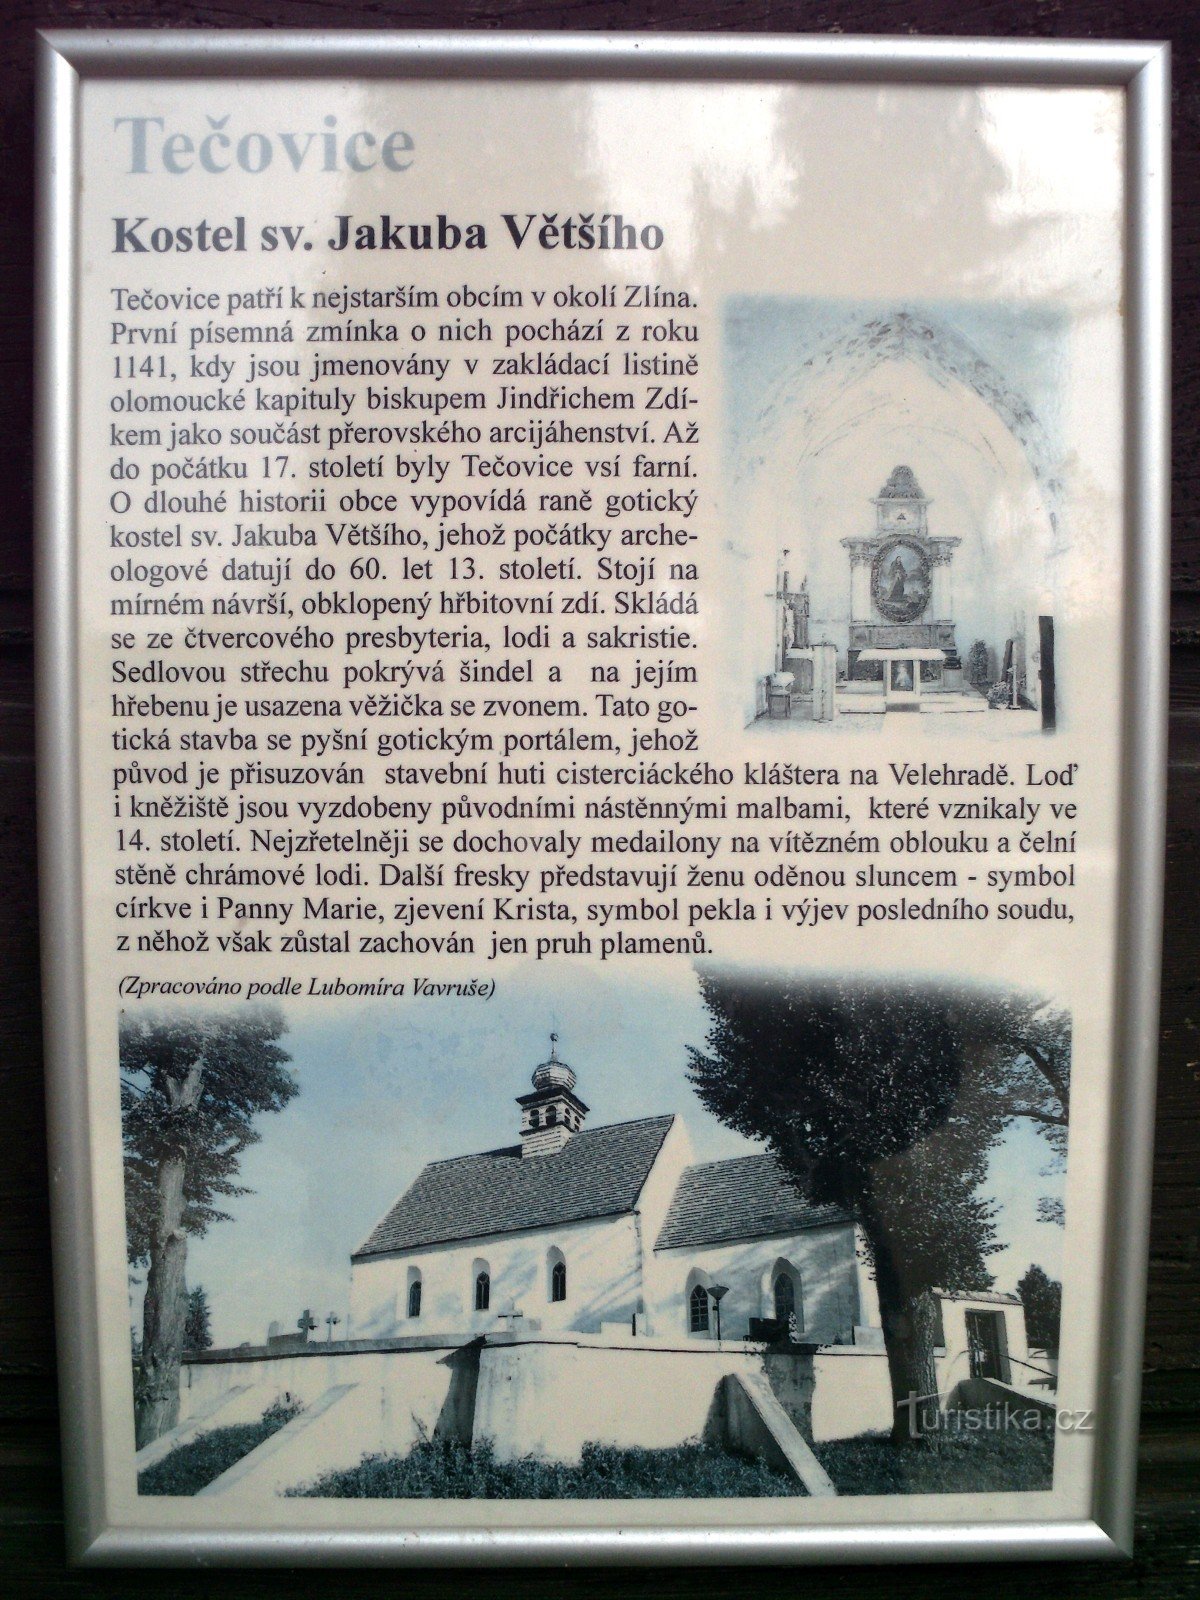 Tečovice
Kostel sv. Jakuba Většího
Tečovice patří k nejstarším obcím v okolí Zlína.
První písemná zmínka o nich pochází z roku
1141, kdy jsou jmenovány v zakládací listině
olomoucké kapituly biskupem Jindřichem Zdí-
kem jako součást přerovského arcijáhenství. Až
do počátku 17. století byly Tečovice vsí farní.
O dlouhé historii obce vypovídá raně gotický
kostel sv. Jakuba Většího, jehož počátky arche-
ologové datují do 60. let 13. století. Stojí na
mírném návrší, obklopený hřbitovní zdí. Skládá
se ze čtvercového presbyteria, lodi a sakristie.
Sedlovou střechu pokrývá šindel a na jejím
hřebenu je usazena věžička se zvonem. Tato go-
tická stavba se pyšní gotickým portálem, jehož
původ je přisuzován stavební huti cisterciáckého kláštera na Velehradě. Loď
i kněžiště jsou vyzdobeny původními nástěnnými malbami, které vznikaly ve
14. století. Nejzřetelněji se dochovaly medailony na vítězném oblouku a čelní
stěně chrámové lodi. Další fresky představují ženu oděnou sluncem - symbol
církve i Panny Marie, zjevení Krista, symbol pekla i výjev posledního soudu,
z něhož však zůstal zachován jen pruh plamenů.
(Zpracováno podle Lubomíra Vavruše)
Turistika.cz